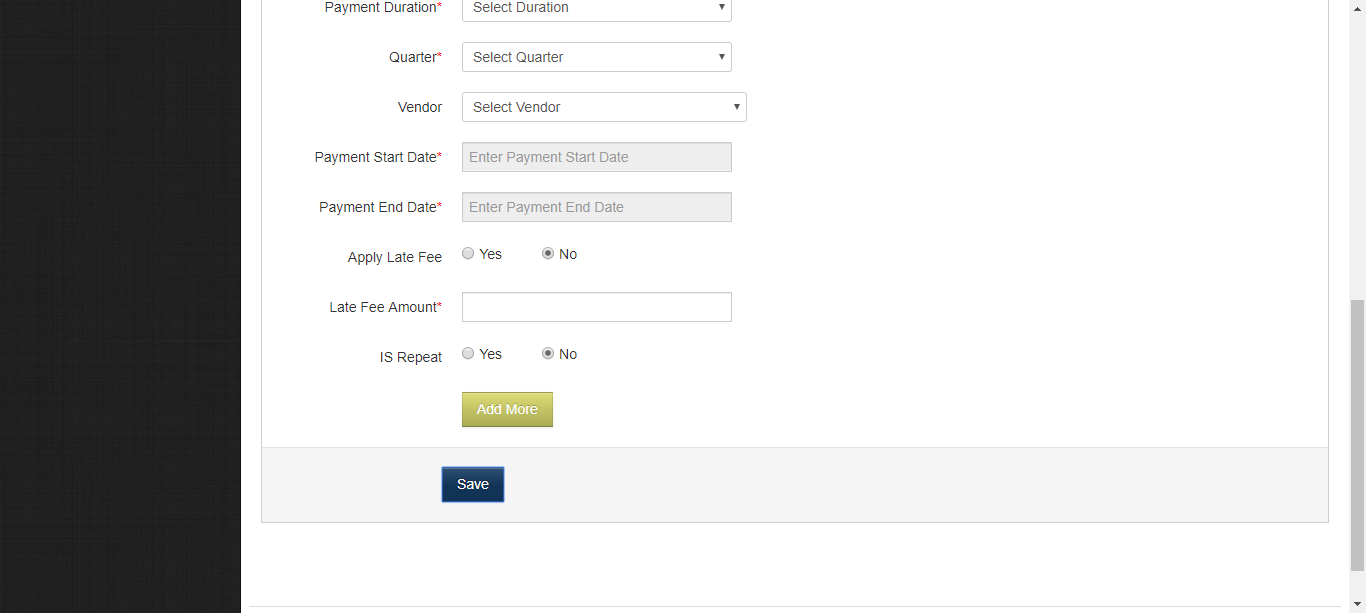 Payment Duration* Select Duration
Quarter* Select Quarter
Vendor Select Vendor
Payment Start Date* Enter Payment Start Date
Payment End Date* Enter Payment End Date
Apply Late Fee Yes No
Late Fee Amount*
IS Repeat Yes No
Add More
Save